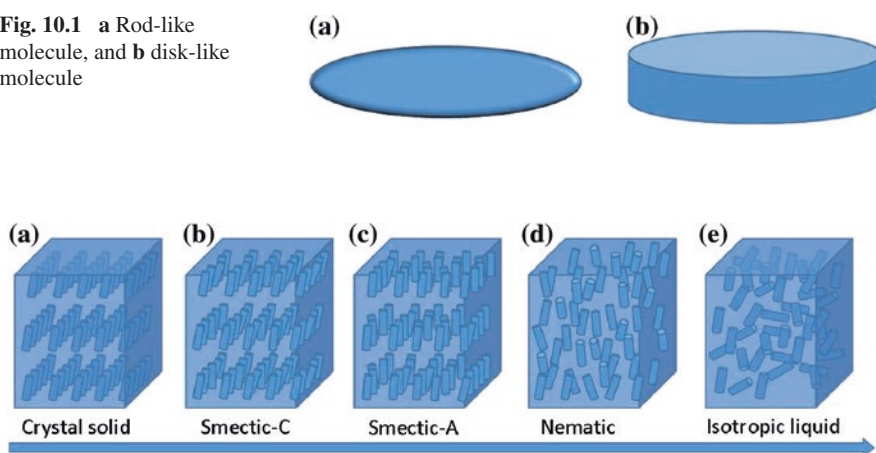 Fig. 10.1 a Rod-like
molecule, and b disk-like
molecule
(a)
(b)
(a)
(b)
(c)
(d)
(e)
Crystal solid
Smectic-C
Smectic-A
Nematic
Isotropic liquid